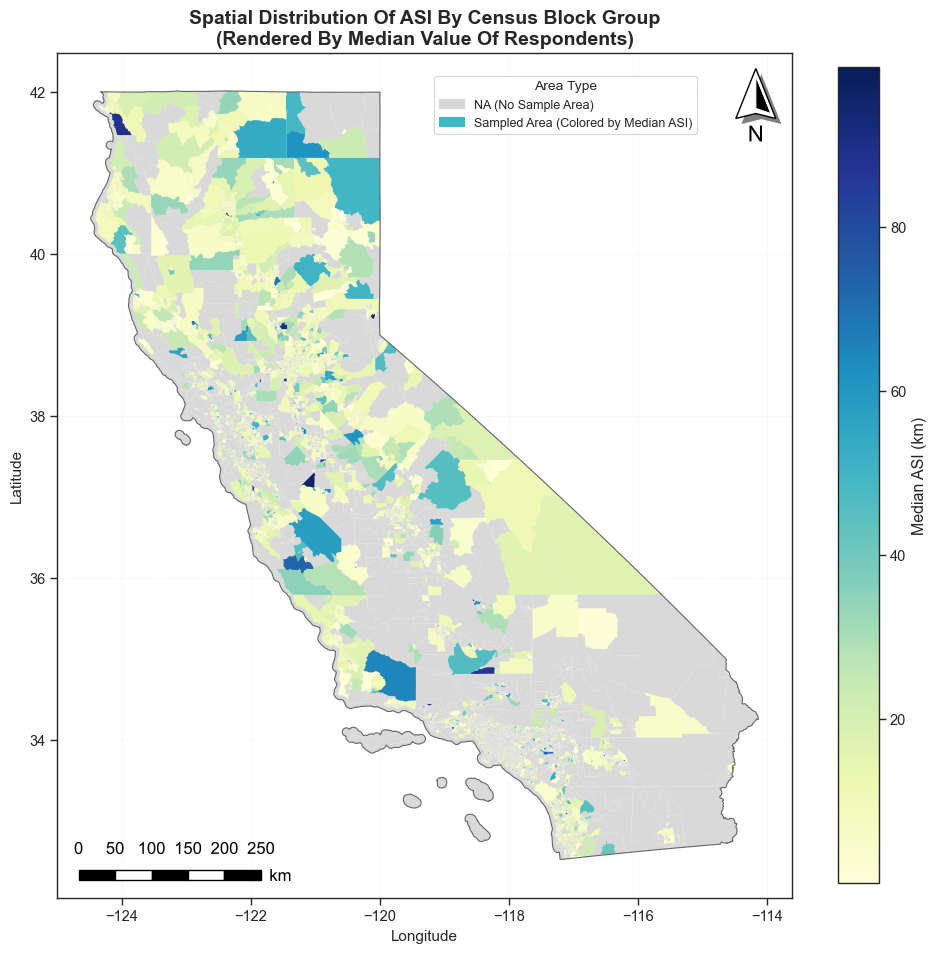 Spatial Distribution Of ASI By Census Block Group
(Rendered By Median Value Of Respondents)
Area Type
NA (No Sample Area)
Sampled Area (Colored by Median ASI)
N
42
40
38
36
34
Latitude
0 50 100 150 200 250
km
−124 −122 −120 −118 −116 −114
Longitude
80
60
40
20
Median ASI (km)